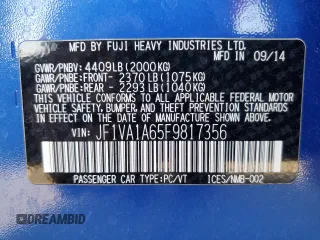 MFD BY FUJI HEAVY INDUSTRIES LTD.
09/14
GVWR/PNBV: 4409LB(2000KG)
GAWR/PNBE:FRONT- 2370LB(1075KG)
GAWR/PNBE:REAR - 2293LB(1040KG)
THIS VEHICLE CONFORMS TO ALL APPLICABLE FEDERAL MOTOR
VEHICLE SAFETY, BUMPER, AND THEFT PREVENTION STANDARDS
IN EFFECT ON THE DATE OF MANUFACTURE SHOWN ABOVE.
VIN: JF1VA1A65F9817356
PASSENGER CAR TYPE:PC/VT ICES/NMB-002
DREAMBID